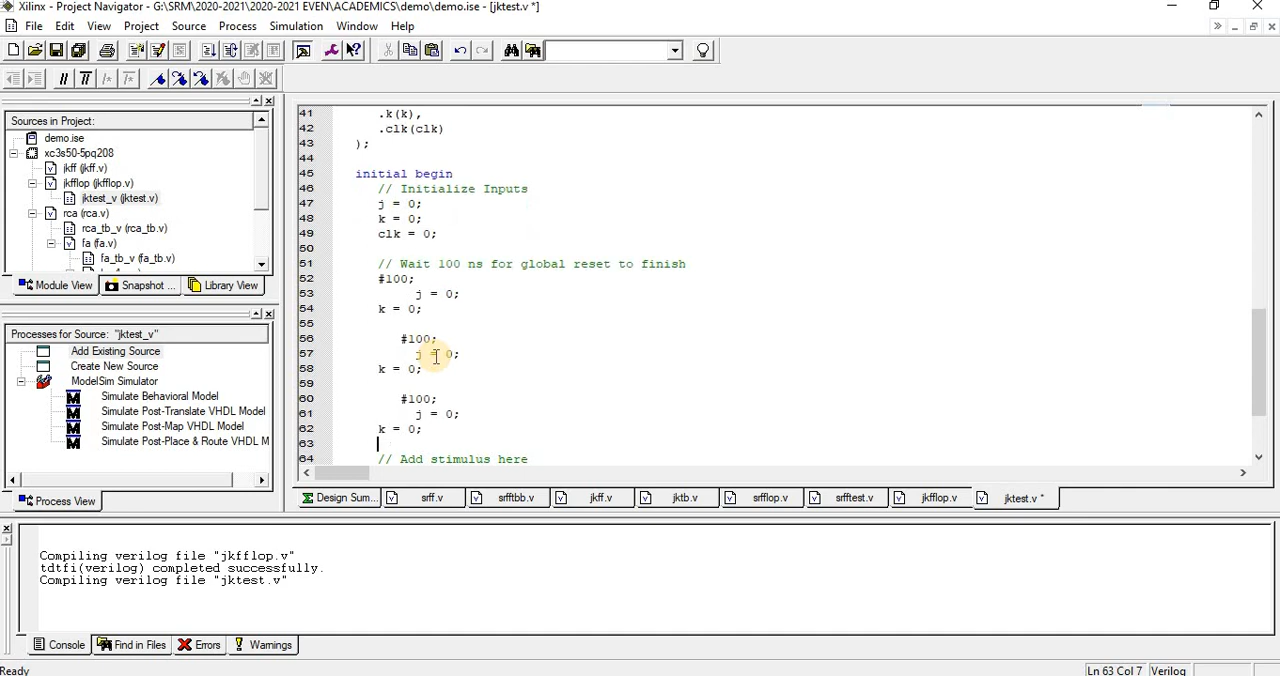 Xilinx - Project Navigator - G:\SRM\2020-2021\2020-2021 EVEN\ACADEMICS\demo\demo.ise - [jktest.v *]
File Edit View Project Source Process Simulation Window Help
Sources in Project:
demo.ise
xc3s50-5pq208
jkff (jkff.v)
jkfflop (jkfflop.v)
jktest_v (jktest.v)
rca (rca.v)
rca_tb_v (rca_tb.v)
fa (fa.v)
fa_tb_v (fa_tb.v)
Module View Snapshot ... Library View
Processes for Source: "jktest_v"
Add Existing Source
Create New Source
ModelSim Simulator
Simulate Behavioral Model
Simulate Post-Translate VHDL Model
Simulate Post-Map VHDL Model
Simulate Post-Place & Route VHDL M
Process View
41 .k(k),
42 .clk(clk)
43 );
44
45 initial begin
46 // Initialize Inputs
47 j = 0;
48 k = 0;
49 clk = 0;
50
51 // Wait 100 ns for global reset to finish
52 #100;
53 j = 0;
54 k = 0;
55
56 #100;
57 j = 0;
58 k = 0;
59
60 #100;
61 j = 0;
62 k = 0;
63
64 // Add stimulus here
Design Sum... srff.v srfftbb.v jkff.v jktb.v srfflop.v srfftest.v jkfflop.v jktest.v *
Compiling verilog file "jkfflop.v"
tdtfi(verilog) completed successfully.
Compiling verilog file "jktest.v"
Console Find in Files Errors Warnings
Ready
Ln 63 Col 7 Verilog